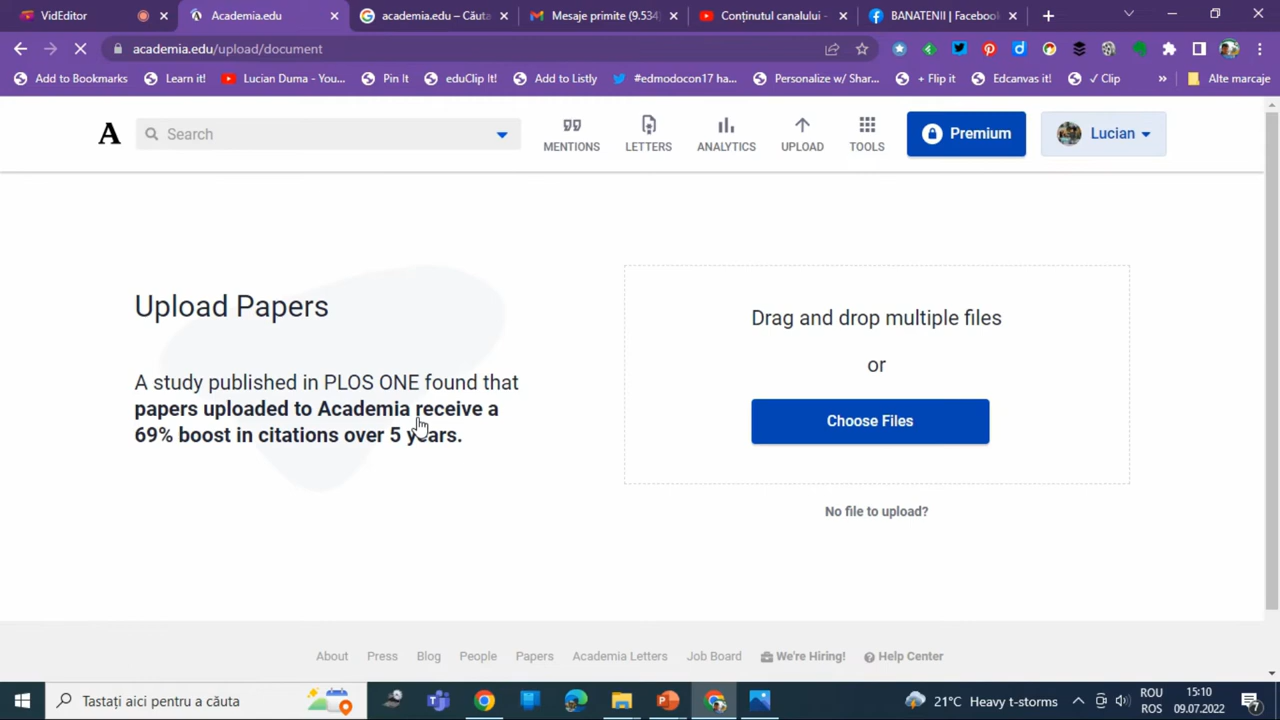 VidEditor
Academia.edu
academia.edu – Căuta
Mesaje primite (9.534
Conținutul canalului -
BANATENII | Facebook
academia.edu/upload/document
Add to Bookmarks
Learn it!
Lucian Duma - You...
Pin It
eduClip It!
Add to Listly
#edmodocon17 ha...
Personalize w/ Shar...
+ Flip it
Edcanvas it!
✓ Clip
»
Alte marcaje
A
Search
MENTIONS
LETTERS
ANALYTICS
UPLOAD
TOOLS
Premium
Lucian
Upload Papers
A study published in PLOS ONE found that
papers uploaded to Academia receive a
69% boost in citations over 5 years.
Drag and drop multiple files
or
Choose Files
No file to upload?
About
Press
Blog
People
Papers
Academia Letters
Job Board
We're Hiring!
Help Center
Tastați aici pentru a căuta
21°C Heavy t-storms
ROU
ROS
15:10
09.07.2022
7